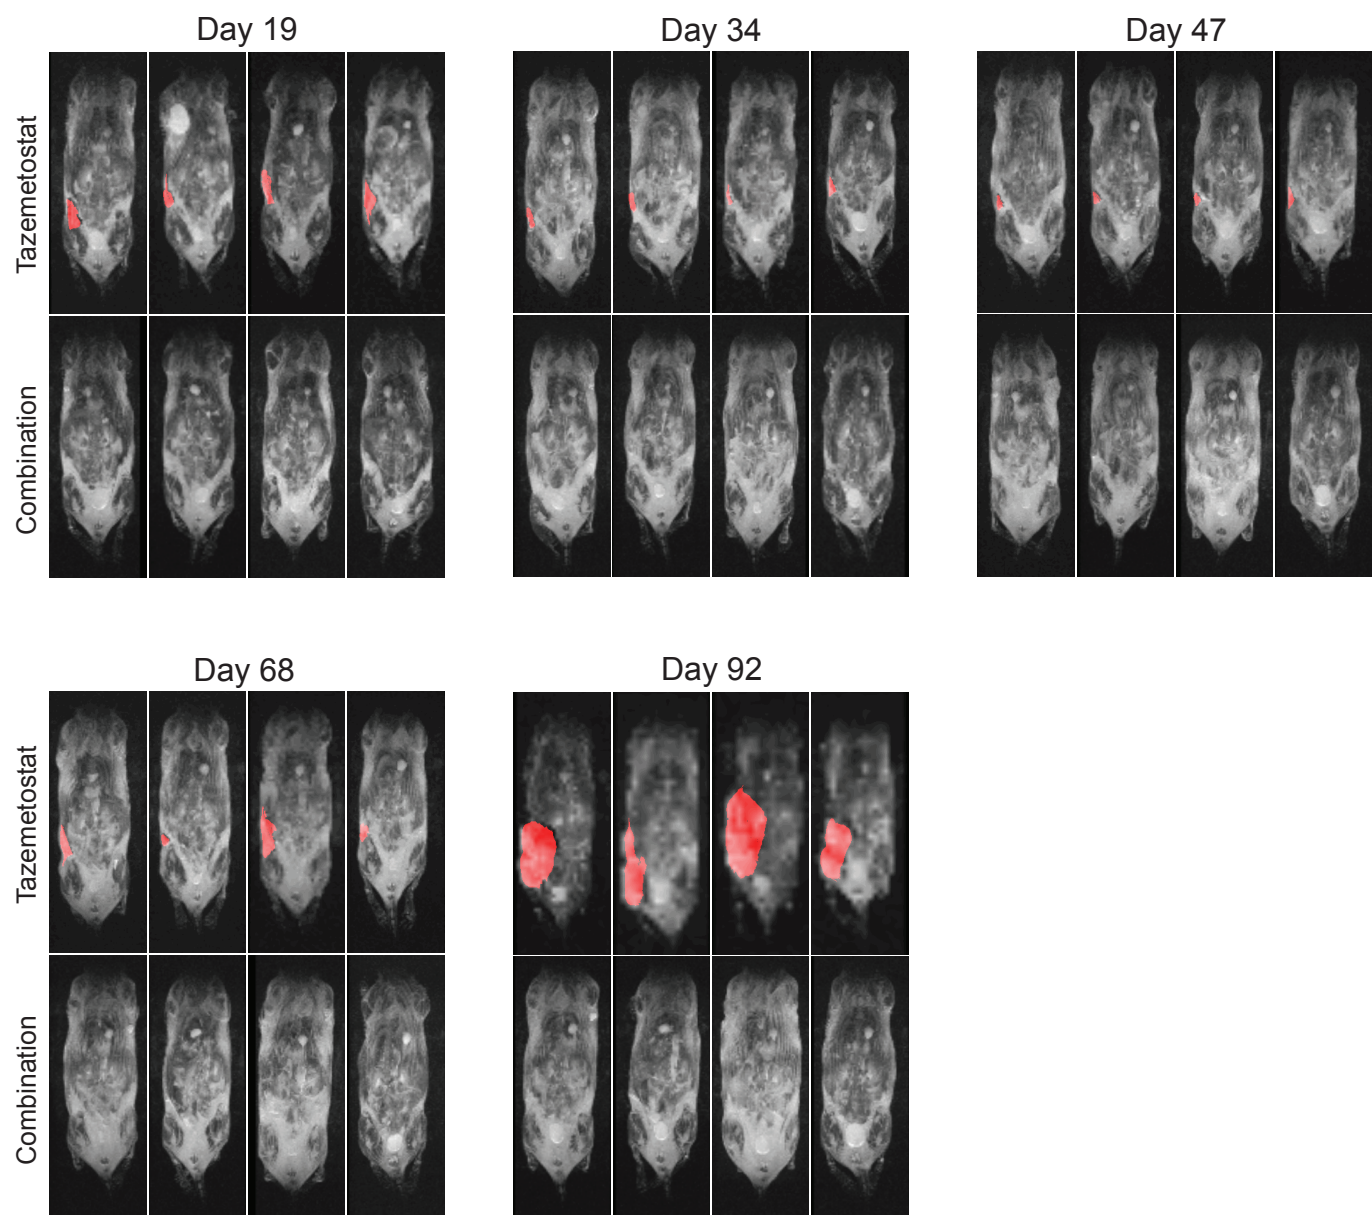 Day 19
Day 34
Day 47
Tazemetostat
Combination
Day 68
Day 92
Tazemetostat
Combination